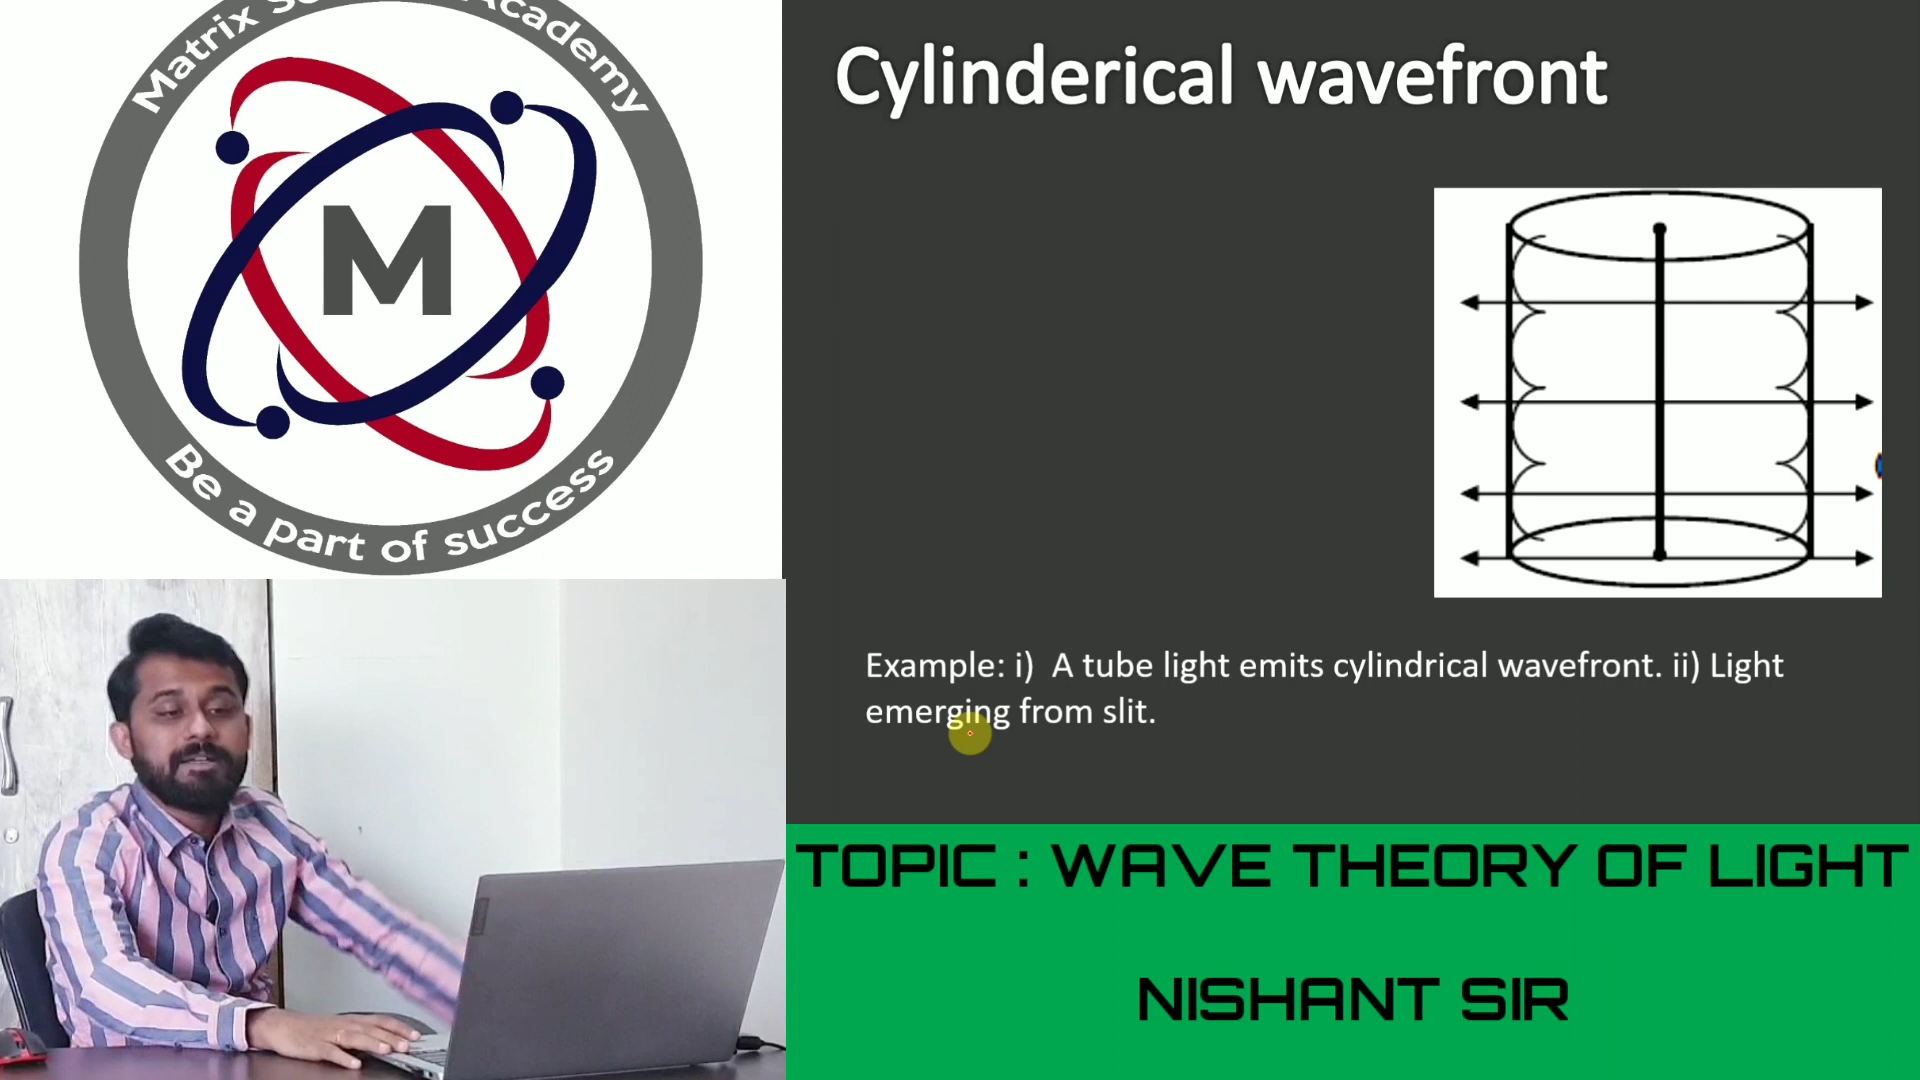 Matrix Academy
M
Be a part of success
Cylinderical wavefront
Example: i)  A tube light emits cylindrical wavefront. ii) Light
emerging from slit.
TOPIC : WAVE THEORY OF LIGHT
NISHANT SIR